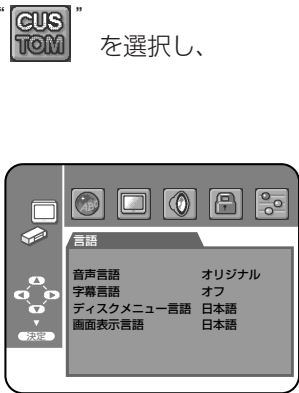 “CUS
TOM” を選択し、
ABC
言語
音声言語 オリジナル
字幕言語 オフ
ディスクメニュー言語 日本語
画面表示言語 日本語
決定